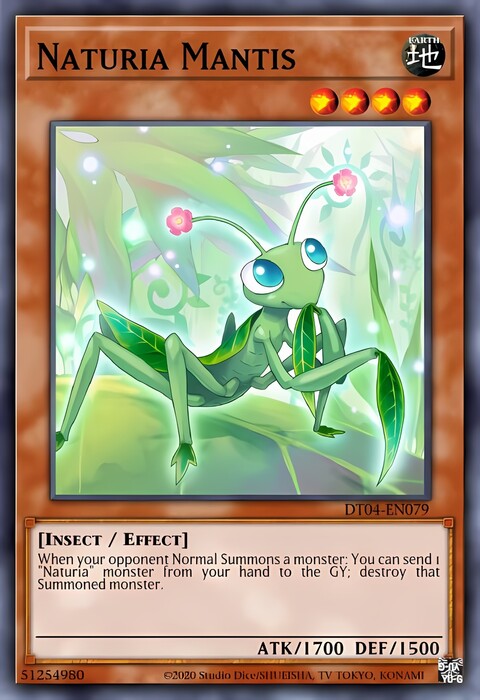 NATURIA MANTIS
EARTH
地
DT04-EN079
[INSECT / EFFECT]
When your opponent Normal Summons a monster: You can send 1
"Naturia" monster from your hand to the GY; destroy that
Summoned monster.
ATK/1700 DEF/1500
51254980
©2020 Studio Dice/SHUEISHA, TV TOKYO, KONAMI